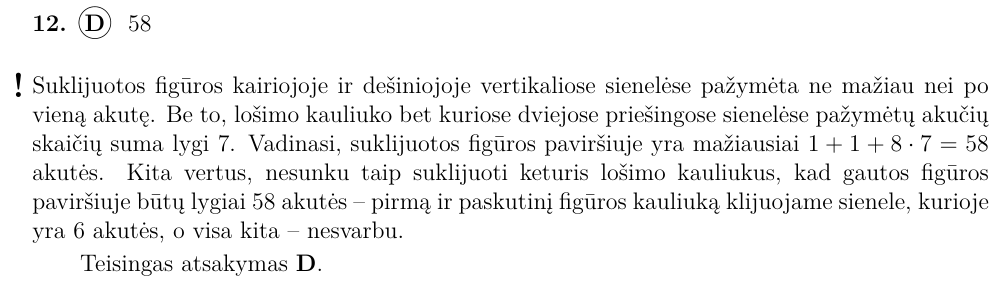 12. D 58
! Suklijuotos figūros kairiojoje ir dešiniojoje vertikaliose sienelėse pažymėta ne mažiau nei po
vieną akutę. Be to, lošimo kauliuko bet kuriose dviejose priešingose sienelėse pažymėtų akučių
skaičių suma lygi 7. Vadinasi, suklijuotos figūros paviršiuje yra mažiausiai 1 + 1 + 8 · 7 = 58
akutės. Kita vertus, nesunku taip suklijuoti keturis lošimo kauliukus, kad gautos figūros
paviršiuje būtų lygiai 58 akutės – pirmą ir paskutinį figūros kauliuką klijuojame sienele, kurioje
yra 6 akutės, o visa kita – nesvarbu.
Teisingas atsakymas D.